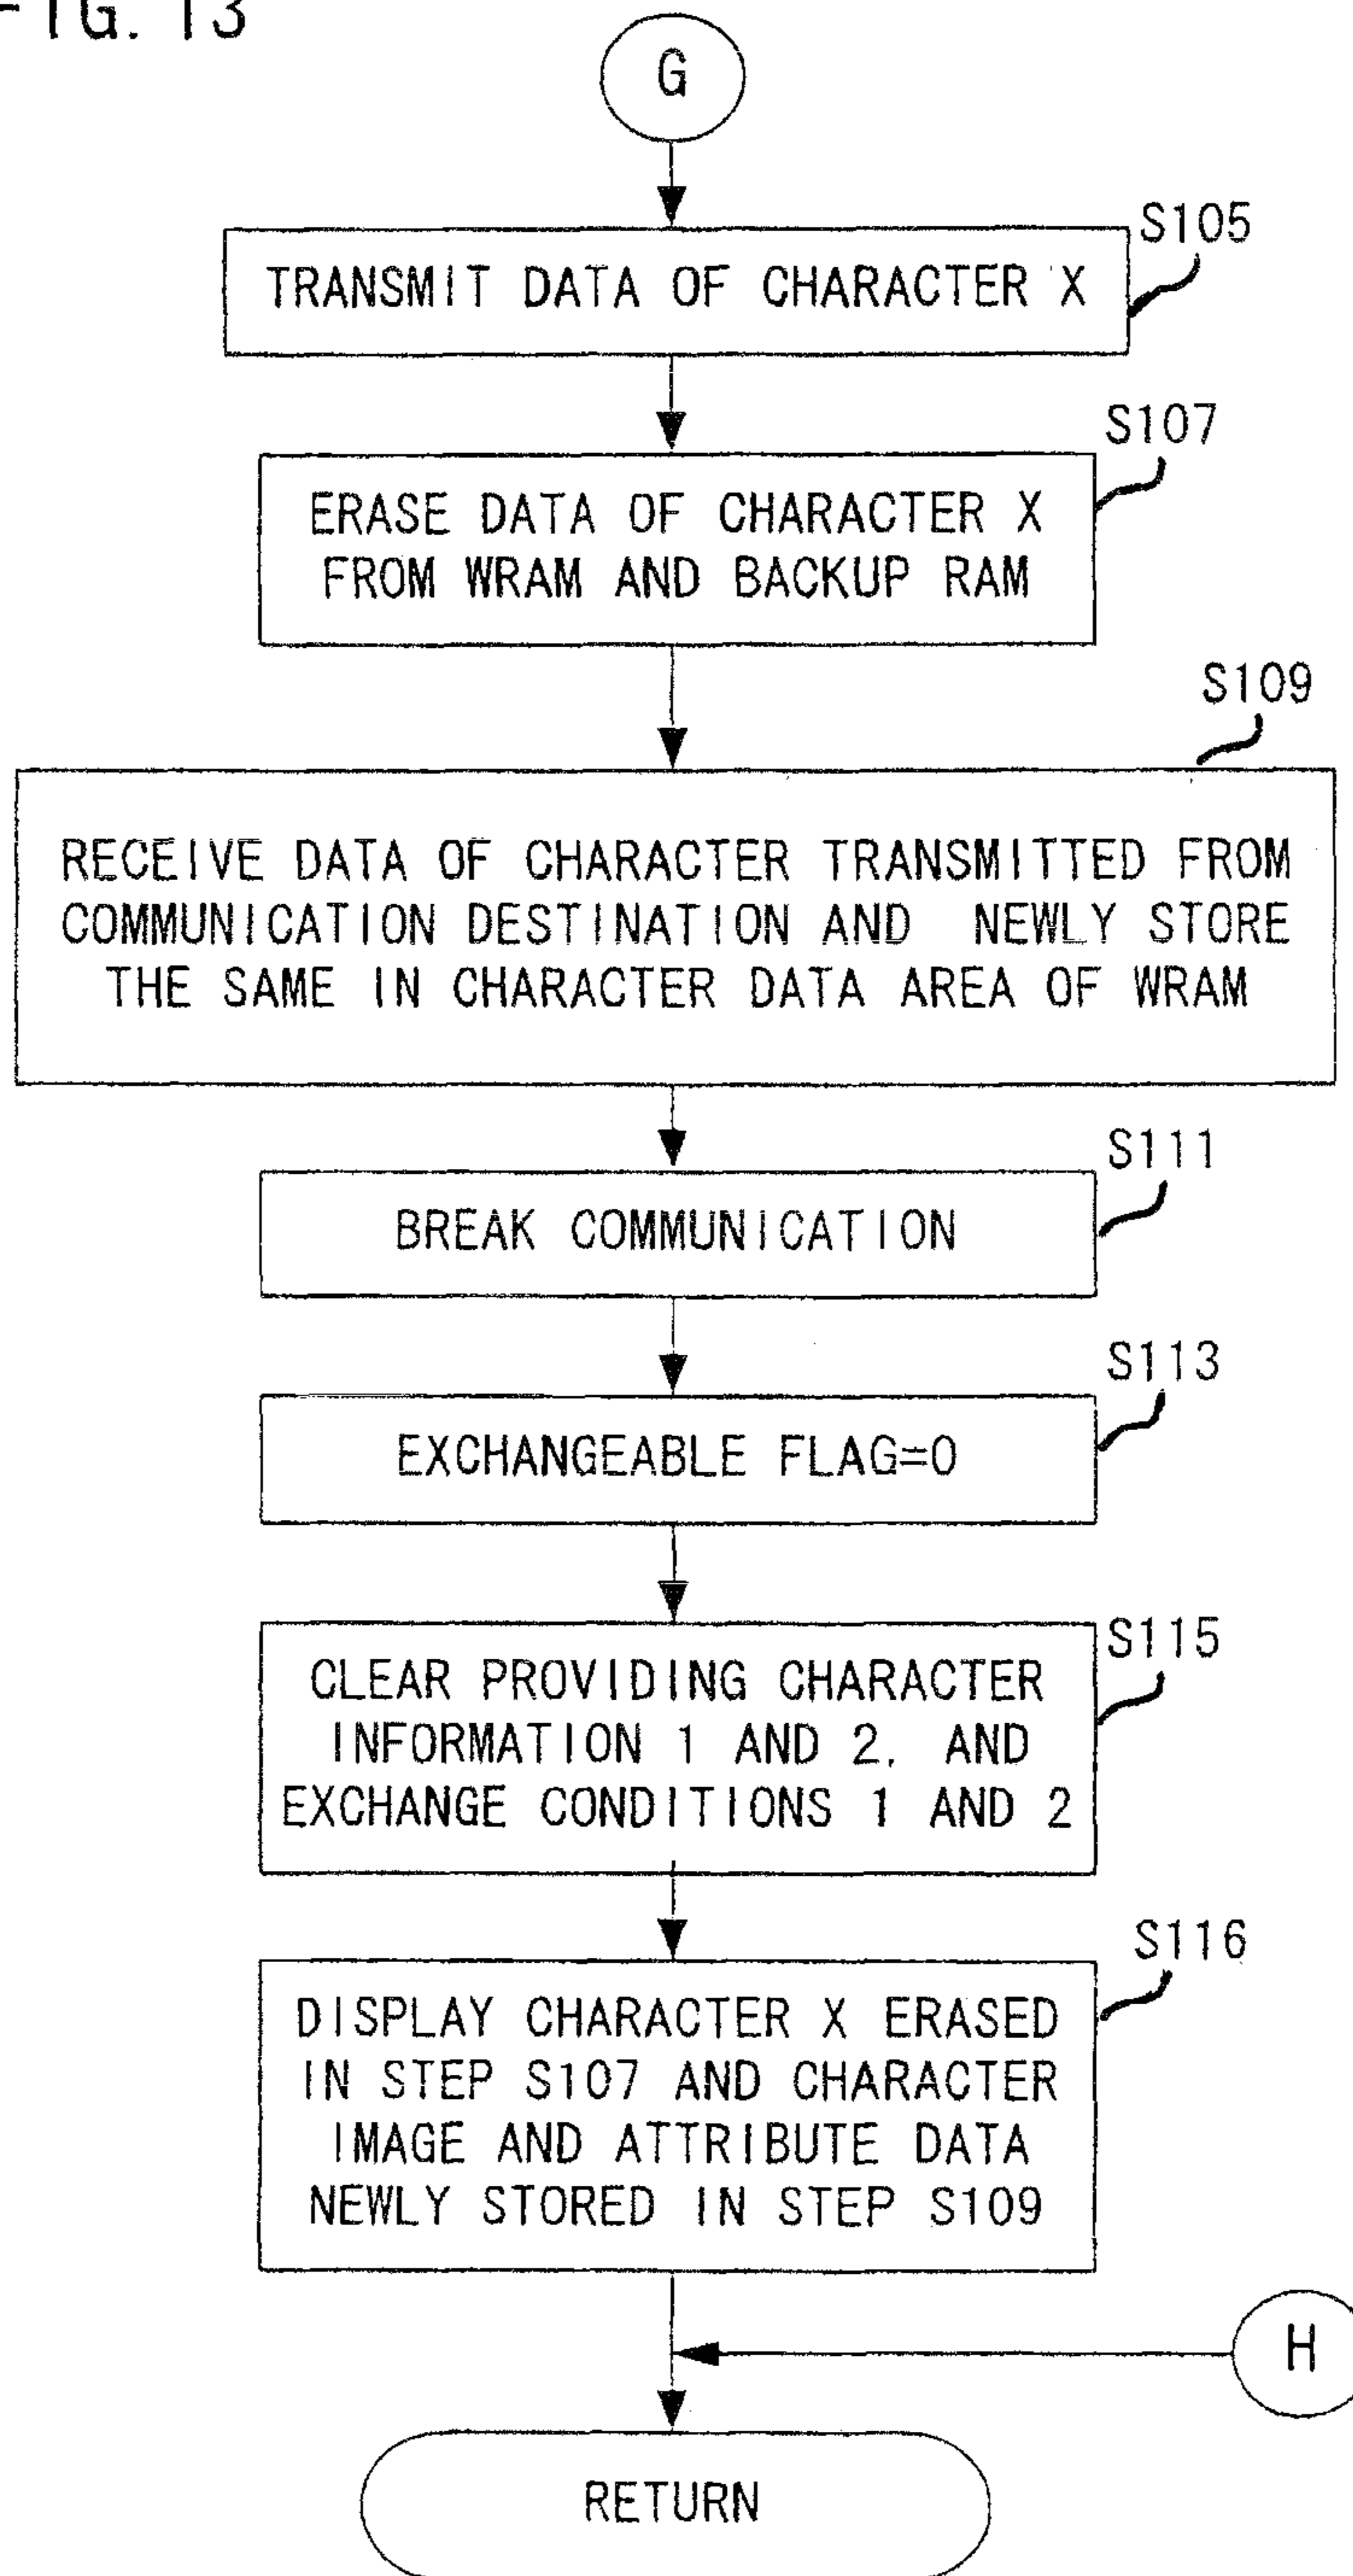 FIG. 13
G
S105
TRANSMIT DATA OF CHARACTER X
S107
ERASE DATA OF CHARACTER X
FROM WRAM AND BACKUP RAM
S109
RECEIVE DATA OF CHARACTER TRANSMITTED FROM
COMMUNICATION DESTINATION AND NEWLY STORE
THE SAME IN CHARACTER DATA AREA OF WRAM
S111
BREAK COMMUNICATION
S113
EXCHANGEABLE FLAG=0
S115
CLEAR PROVIDING CHARACTER
INFORMATION 1 AND 2, AND
EXCHANGE CONDITIONS 1 AND 2
S116
DISPLAY CHARACTER X ERASED
IN STEP S107 AND CHARACTER
IMAGE AND ATTRIBUTE DATA
NEWLY STORED IN STEP S109
H
RETURN